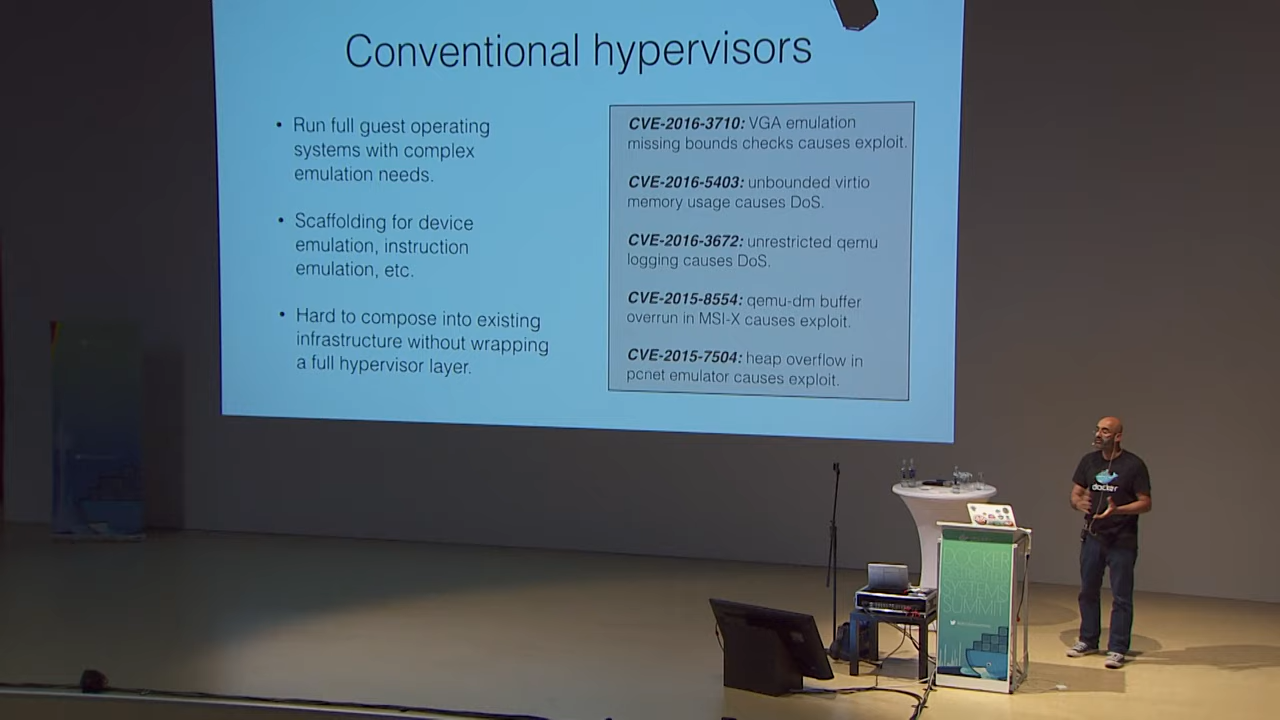 Conventional hypervisors
• Run full guest operating
systems with complex
emulation needs.
• Scaffolding for device
emulation, instruction
emulation, etc.
• Hard to compose into existing
infrastructure without wrapping
a full hypervisor layer.
CVE-2016-3710: VGA emulation
missing bounds checks causes exploit.
CVE-2016-5403: unbounded virtio
memory usage causes DoS.
CVE-2016-3672: unrestricted qemu
logging causes DoS.
CVE-2015-8554: qemu-dm buffer
overrun in MSI-X causes exploit.
CVE-2015-7504: heap overflow in
pcnet emulator causes exploit.
docker
DOCKER
SYSTEMS
SUMMIT